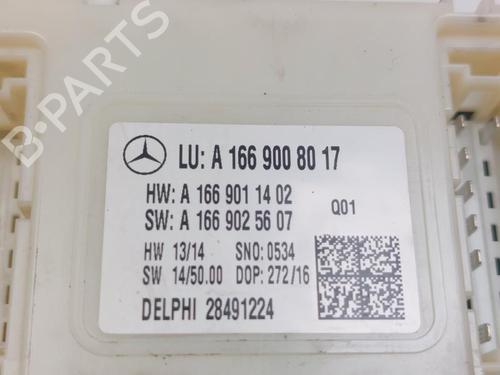 B-PARTS
LU: A 166 900 80 17
HW: A 166 901 14 02
SW: A 166 902 56 07
Q01
HW 13/14 SNO: 0534
SW 14/50.00 DOP: 272/16
DELPHI 28491224